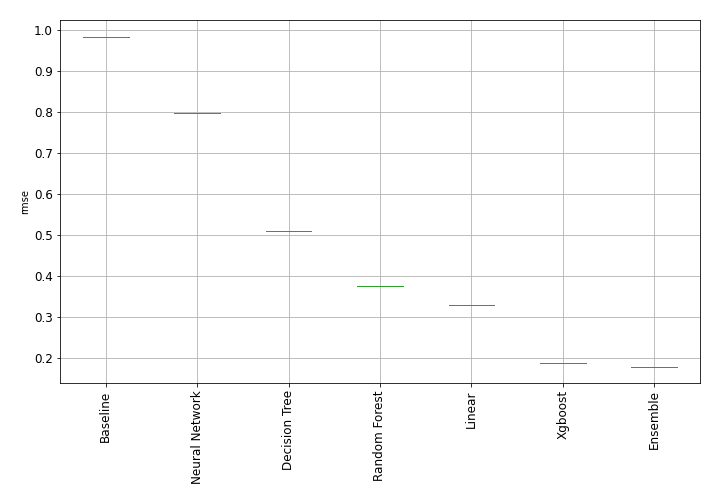 1.0
0.9
0.8
0.7
0.6
0.5
0.4
0.3
0.2
rmse
Baseline
Neural Network
Decision Tree
Random Forest
Linear
Xgboost
Ensemble